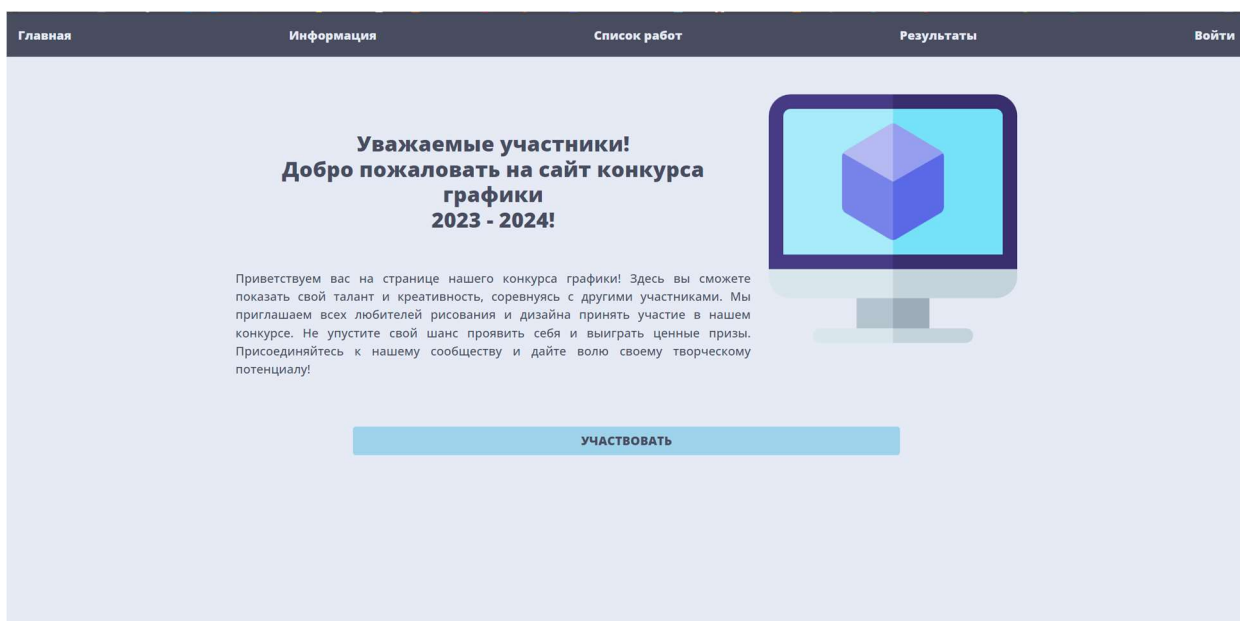 Главная Информация Список работ Результаты Войти
Уважаемые участники!
Добро пожаловать на сайт конкурса
графики
2023 - 2024!
Приветствуем вас на странице нашего конкурса графики! Здесь вы сможете
показать свой талант и креативность, соревнуясь с другими участниками. Мы
приглашаем всех любителей рисования и дизайна принять участие в нашем
конкурсе. Не упустите свой шанс проявить себя и выиграть ценные призы.
Присоединяйтесь к нашему сообществу и дайте волю своему творческому
потенциалу!
УЧАСТВОВАТЬ